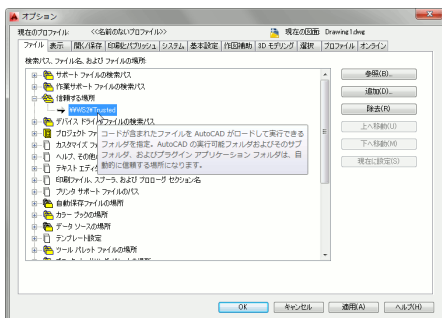 オプション
現在のプロファイル: <<名前のないプロファイル>> 現在の図面: Drawing1.dwg
ファイル 表示 開く/保存 印刷とパブリッシュ システム 基本設定 作図補助 3D モデリング 選択 プロファイル オンライン
検索パス、ファイル名、および ファイルの場所:
サポート ファイルの検索パス
作業サポート ファイルの検索パス
信頼する場所
¥¥WS2¥Trusted
デバイス ドライバ ファイルの検索パス
プロジェクト ファ
カスタマイズ ファ
ヘルプ、その他
テキスト エディタ
コードが含まれたファイルを AutoCAD がロードして実行できる
フォルダを指定。AutoCAD の実行可能フォルダおよびそのサブ
フォルダ、およびプラグイン アプリケーション フォルダは、自
動的に信頼する場所になります。
印刷ファイル、スプーラ、および プロローグ セクション名
プリンタ サポート ファイルのパス
自動保存ファイルの場所
カラー ブックの場所
データ ソースの場所
テンプレート設定
ツール パレット ファイルの場所
参照(B)...
追加(D)...
除去(R)
上へ移動(U)
下へ移動(M)
現在に設定(S)
OK キャンセル 適用(A) ヘルプ(H)